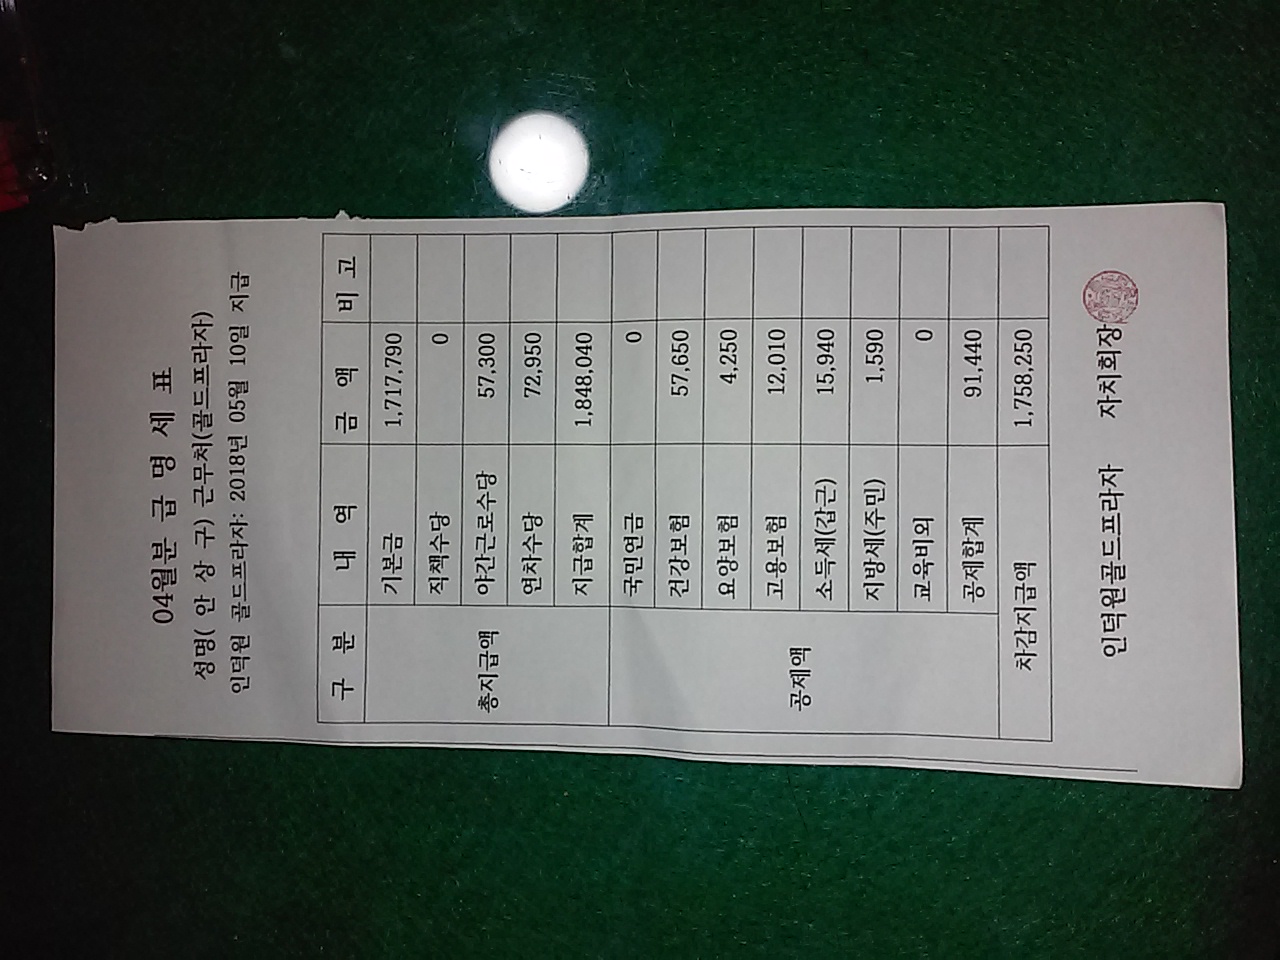 04월분 급 명 세 표
성명( 안 상 구) 근무처(골드프라자)
인덕원 골드프라자: 2018년 05월 10일 지급
구 분 내 역 금 액 비 고
총지급액
기본금 1,717,790
직책수당 0
야간근로수당 57,300
연차수당 72,950
지급합계 1,848,040
공제액
국민연금 0
건강보험 57,650
요양보험 4,250
고용보험 12,010
소득세(갑근) 15,940
지방세(주민) 1,590
교육비외 0
공제합계 91,440
차감지급액 1,758,250
인덕원골드프라자 자치회장